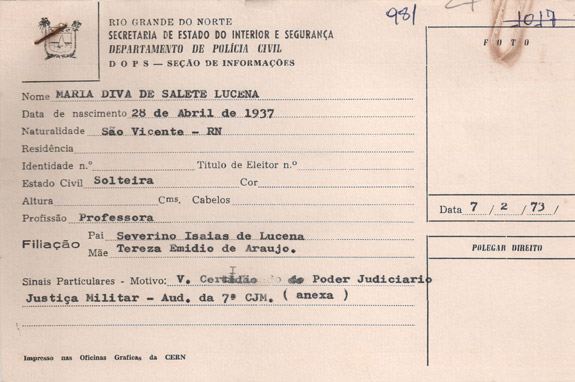 981
1017
RIO GRANDE DO NORTE
SECRETARIA DE ESTADO DO INTERIOR E SEGURANÇA
DEPARTAMENTO DE POLÍCIA CIVIL
DOPS — SEÇÃO DE INFORMAÇÕES
FOTO
Nome MARIA DIVA DE SALETE LUCENA
Data de nascimento 28 de Abril de 1937
Naturalidade São Vicente - RN
Residência
Identidade n.º Titulo de Eleitor n.º
Estado Civil Solteira Cor
Altura Cms. Cabelos
Profissão Professora
Data 7 / 2 / 73 /
Filiação
Pai Severino Isaias de Lucena
Mãe Tereza Emidio de Araujo.
POLEGAR DIREITO
Sinais Particulares - Motivo: V. Certidão do Poder Judiciario
Justiça Militar - Aud. da 7ª CJM. ( anexa )
Impresso nas Oficinas Graficas da CERN